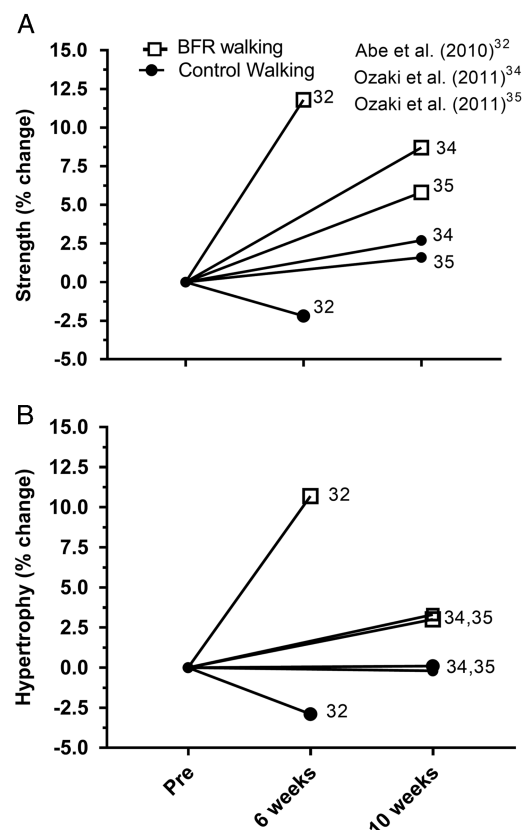 A
BFR walking
Control Walking
Abe et al. (2010)³²
Ozaki et al. (2011)³⁴
Ozaki et al. (2011)³⁵
Strength (% change)
15.0
12.5
10.0
7.5
5.0
2.5
0.0
-2.5
-5.0
32
34
35
34
35
32
B
Hypertrophy (% change)
15.0
12.5
10.0
7.5
5.0
2.5
0.0
-2.5
-5.0
32
34,35
34,35
32
Pre
6 weeks
10 weeks